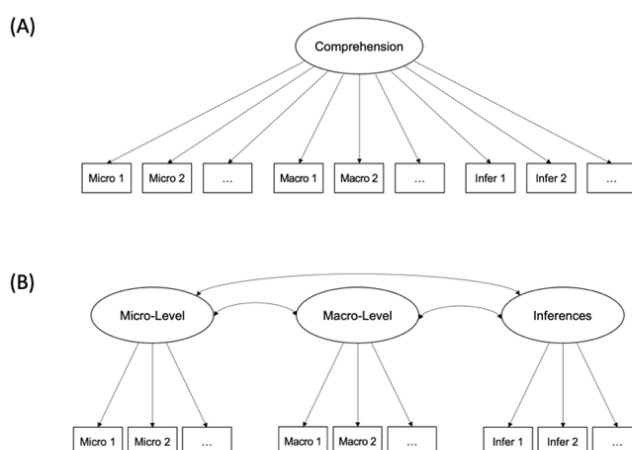 (A)
Comprehension
Micro 1 Micro 2 ... Macro 1 Macro 2 ... Infer 1 Infer 2 ...
(B)
Micro-Level Macro-Level Inferences
Micro 1 Micro 2 ... Macro 1 Macro 2 ... Infer 1 Infer 2 ...